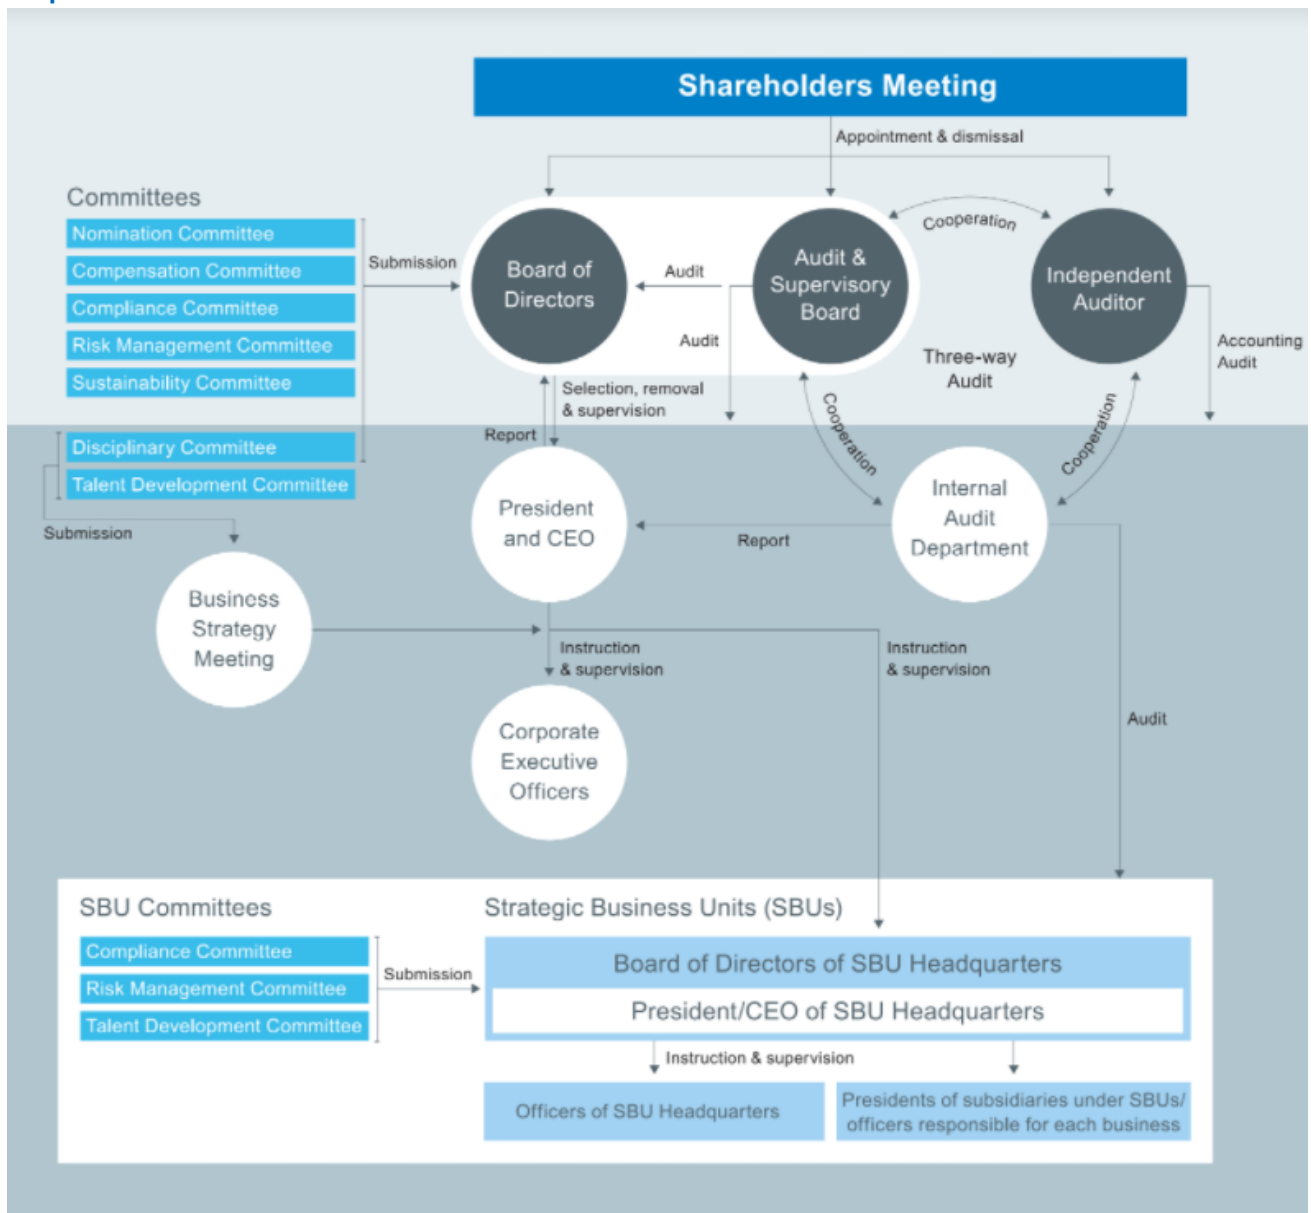 Shareholders Meeting
Appointment & dismissal
Committees
Nomination Committee
Compensation Committee
Compliance Committee
Risk Management Committee
Sustainability Committee
Disciplinary Committee
Talent Development Committee
Submission
Submission
Board of
Directors
Audit
Audit
Audit &
Supervisory
Board
Cooperation
Independent
Auditor
Three-way
Audit
Accounting
Audit
Selection, removal
& supervision
Report
Cooperation
Cooperation
President
and CEO
Report
Internal
Audit
Department
Business
Strategy
Meeting
Instruction
& supervision
Instruction
& supervision
Audit
Corporate
Executive
Officers
SBU Committees
Compliance Committee
Risk Management Committee
Talent Development Committee
Submission
Strategic Business Units (SBUs)
Board of Directors of SBU Headquarters
President/CEO of SBU Headquarters
Instruction & supervision
Officers of SBU Headquarters
Presidents of subsidiaries under SBUs/
officers responsible for each business